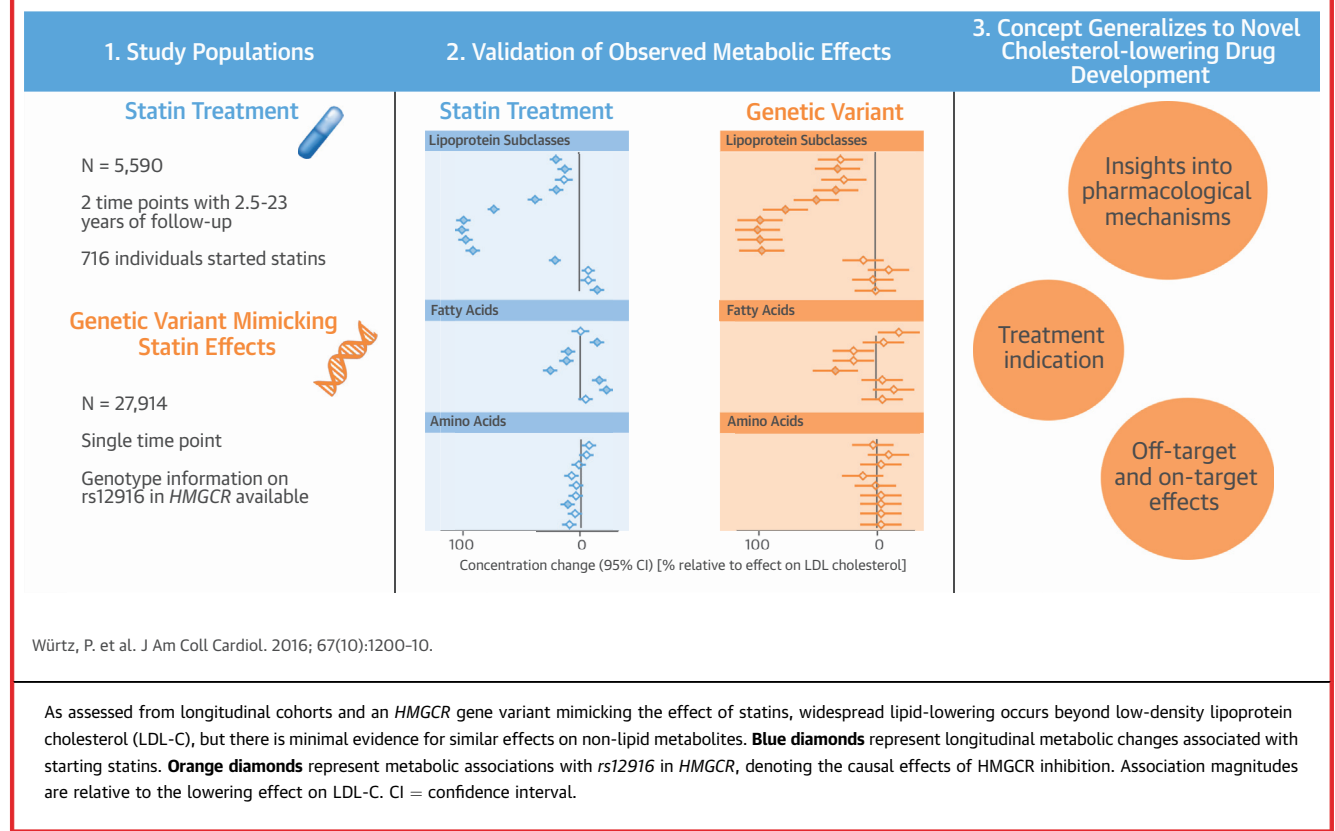 1. Study Populations
2. Validation of Observed Metabolic Effects
3. Concept Generalizes to Novel
Cholesterol-lowering Drug
Development
Statin Treatment
N = 5,590
2 time points with 2.5-23
years of follow-up
716 individuals started statins
Genetic Variant Mimicking
Statin Effects
N = 27,914
Single time point
Genotype information on
rs12916 in HMGCR available
Statin Treatment
Lipoprotein Subclasses
Fatty Acids
Amino Acids
100 0
Genetic Variant
Lipoprotein Subclasses
Fatty Acids
Amino Acids
100 0
Concentration change (95% CI) [% relative to effect on LDL cholesterol]
Insights into
pharmacological
mechanisms
Treatment
indication
Off-target
and on-target
effects
Würtz, P. et al. J Am Coll Cardiol. 2016; 67(10):1200-10.
As assessed from longitudinal cohorts and an HMGCR gene variant mimicking the effect of statins, widespread lipid-lowering occurs beyond low-density lipoprotein
cholesterol (LDL-C), but there is minimal evidence for similar effects on non-lipid metabolites. Blue diamonds represent longitudinal metabolic changes associated with
starting statins. Orange diamonds represent metabolic associations with rs12916 in HMGCR, denoting the causal effects of HMGCR inhibition. Association magnitudes
are relative to the lowering effect on LDL-C. CI = confidence interval.